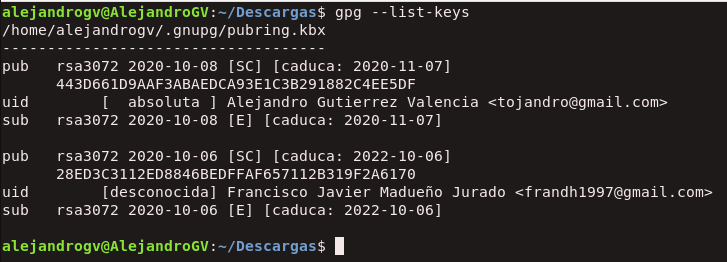 alejandrogv@AlejandroGV:~/Descargas$ gpg --list-keys
/home/alejandrogv/.gnupg/pubring.kbx
------------------------------------
pub   rsa3072 2020-10-08 [SC] [caduca: 2020-11-07]
      443D661D9AAF3ABAEDCA93E1C3B291882C4EE5DF
uid        [  absoluta ] Alejandro Gutierrez Valencia <tojandro@gmail.com>
sub   rsa3072 2020-10-08 [E] [caduca: 2020-11-07]

pub   rsa3072 2020-10-06 [SC] [caduca: 2022-10-06]
      28ED3C3112ED8846BEDFFAF657112B319F2A6170
uid        [desconocida] Francisco Javier Madueño Jurado <frandh1997@gmail.com>
sub   rsa3072 2020-10-06 [E] [caduca: 2022-10-06]

alejandrogv@AlejandroGV:~/Descargas$